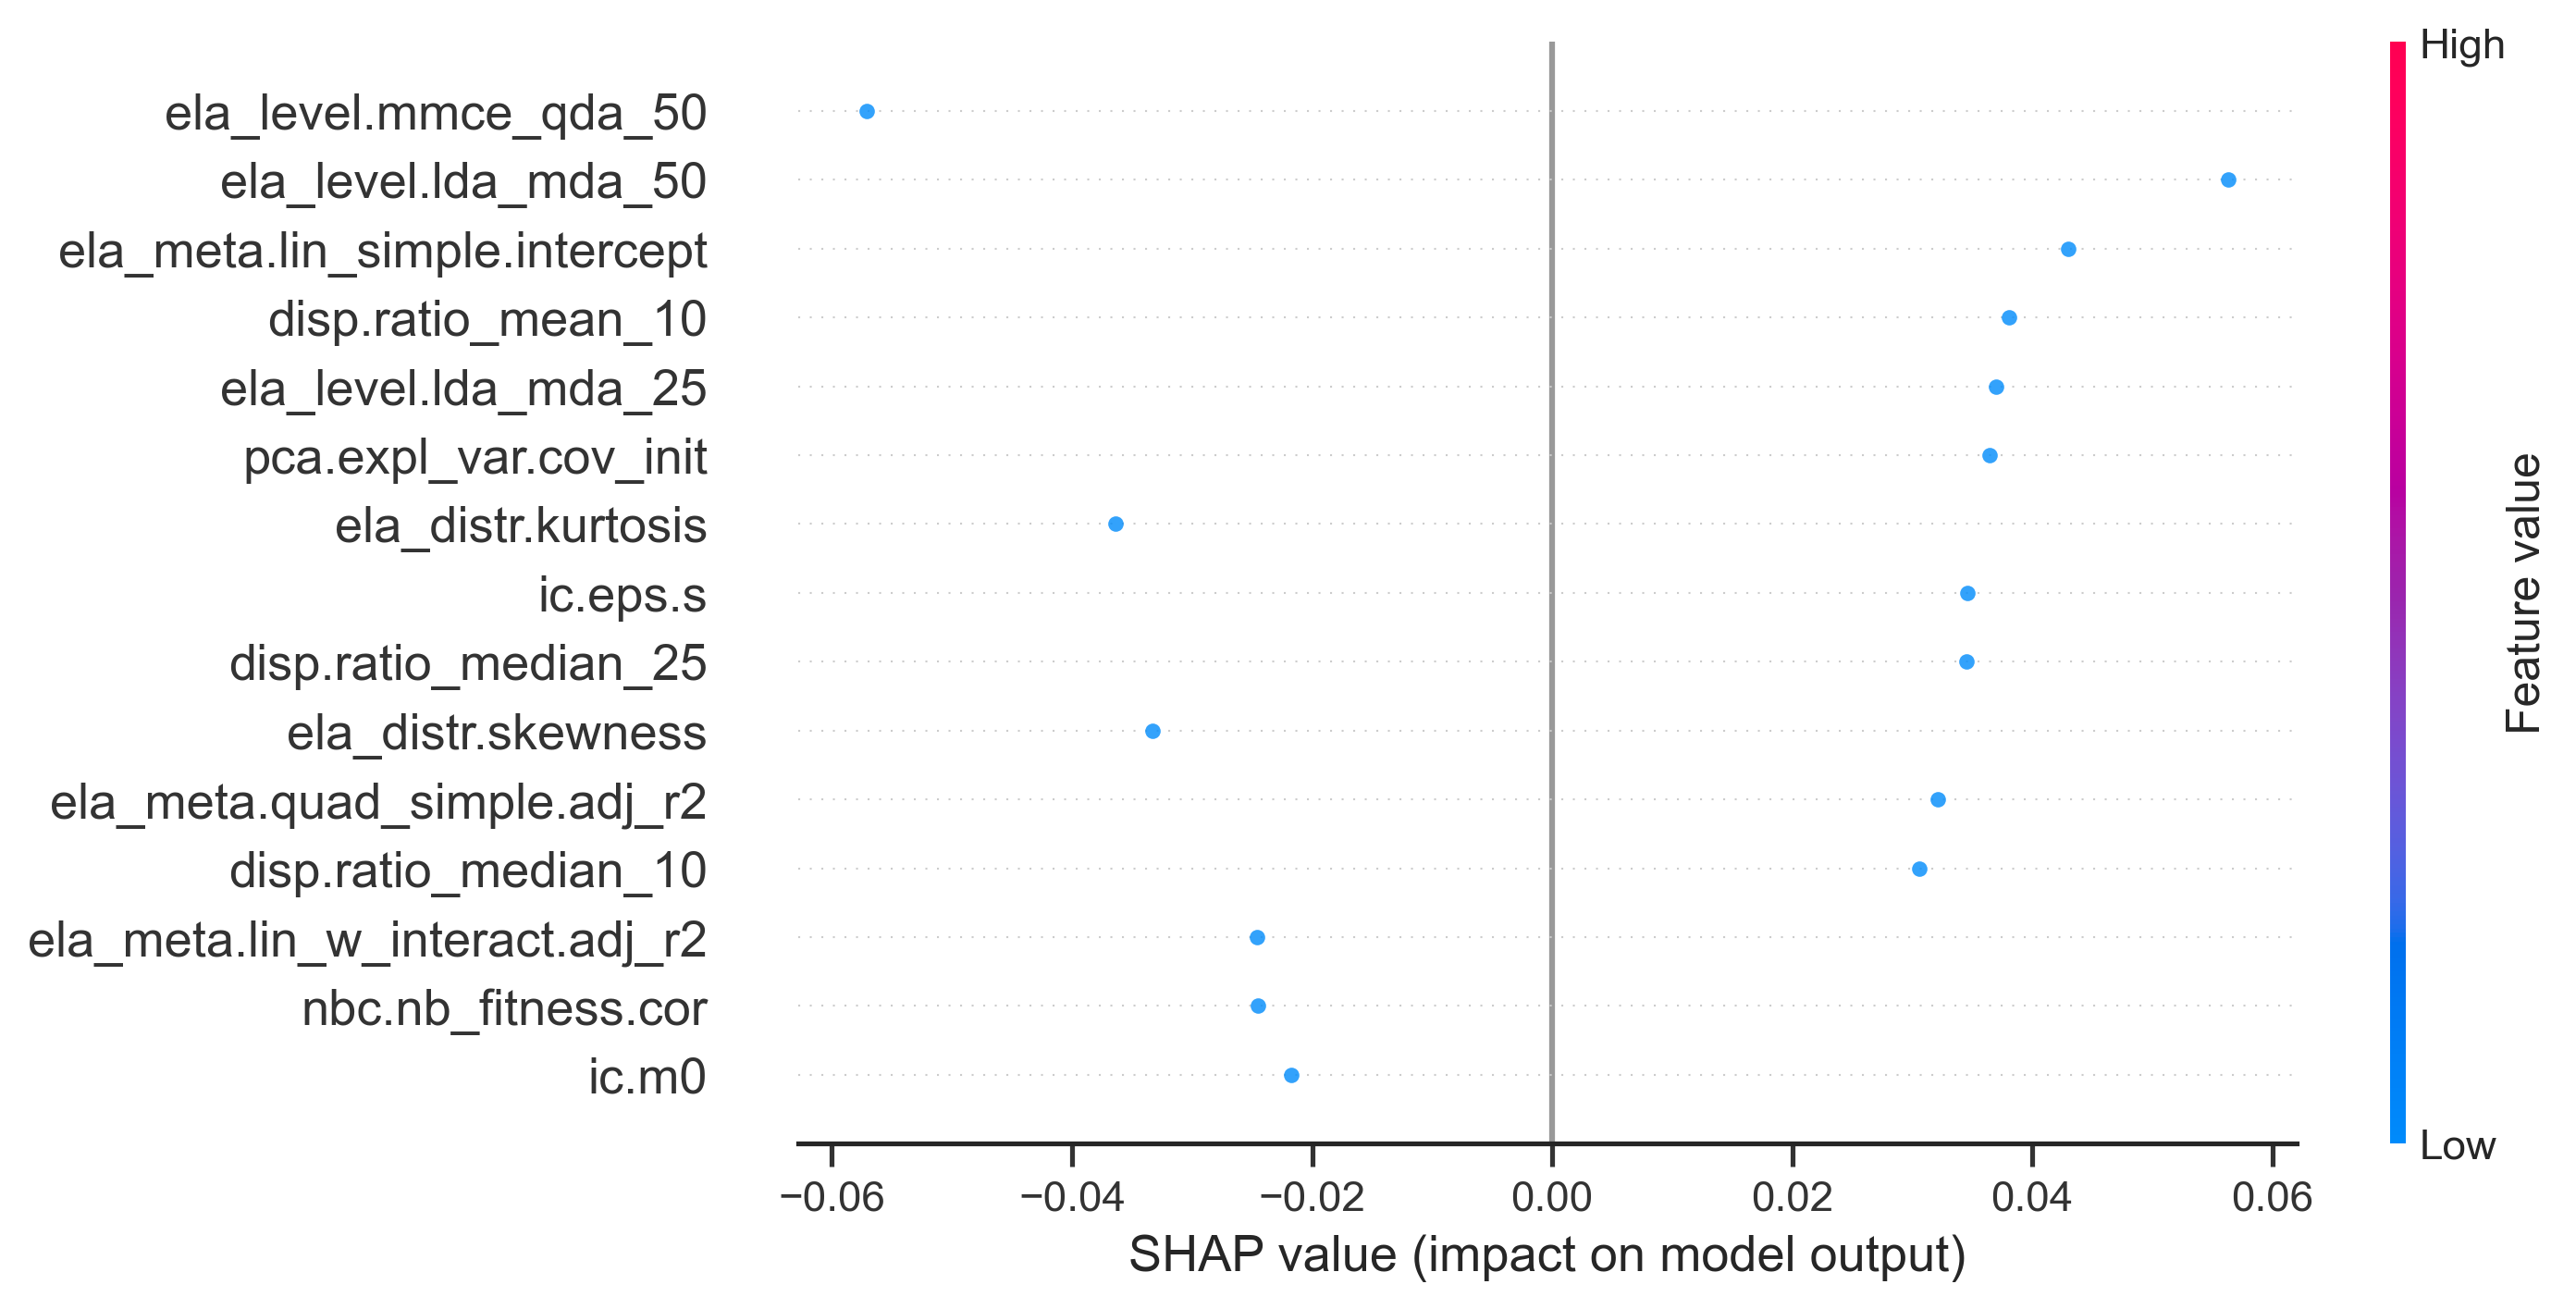 High
ela_level.mmce_qda_50
ela_level.lda_mda_50
ela_meta.lin_simple.intercept
disp.ratio_mean_10
ela_level.lda_mda_25
pca.expl_var.cov_init
ela_distr.kurtosis
ic.eps.s
disp.ratio_median_25
ela_distr.skewness
ela_meta.quad_simple.adj_r2
disp.ratio_median_10
ela_meta.lin_w_interact.adj_r2
nbc.nb_fitness.cor
ic.m0
Feature value
Low
−0.06 −0.04 −0.02 0.00 0.02 0.04 0.06
SHAP value (impact on model output)